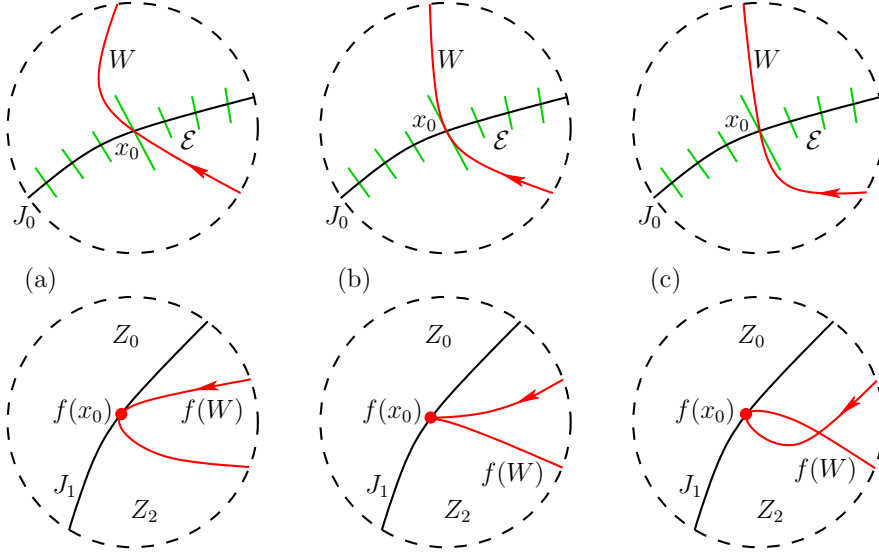 W
x₀
ℰ
J₀
W
x₀
ℰ
J₀
W
x₀
ℰ
J₀
(a)
(b)
(c)
Z₀
f(x₀)
f(W)
J₁
Z₂
Z₀
f(x₀)
f(W)
J₁
Z₂
Z₀
f(x₀)
f(W)
J₁
Z₂